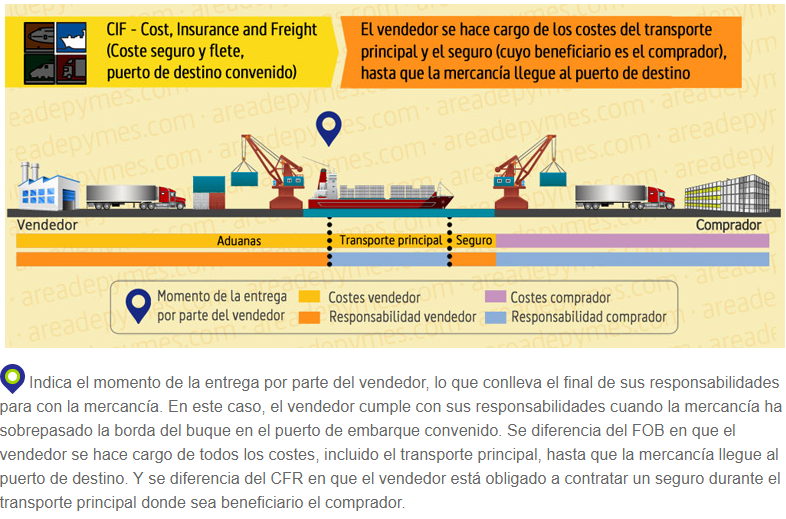 CIF - Cost, Insurance and Freight
(Coste seguro y flete,
puerto de destino convenido)
El vendedor se hace cargo de los costes del transporte
principal y el seguro (cuyo beneficiario es el comprador),
hasta que la mercancía llegue al puerto de destino
areadepymes.com · areadepymes.com · areadepymes.com
Vendedor
Comprador
Aduanas
Transporte principal
Seguro
Momento de la entrega
por parte del vendedor
Costes vendedor
Responsabilidad vendedor
Costes comprador
Responsabilidad comprador
Indica el momento de la entrega por parte del vendedor, lo que conlleva el final de sus responsabilidades
para con la mercancía. En este caso, el vendedor cumple con sus responsabilidades cuando la mercancía ha
sobrepasado la borda del buque en el puerto de embarque convenido. Se diferencia del FOB en que el
vendedor se hace cargo de todos los costes, incluido el transporte principal, hasta que la mercancía llegue al
puerto de destino. Y se diferencia del CFR en que el vendedor está obligado a contratar un seguro durante el
transporte principal donde sea beneficiario el comprador.